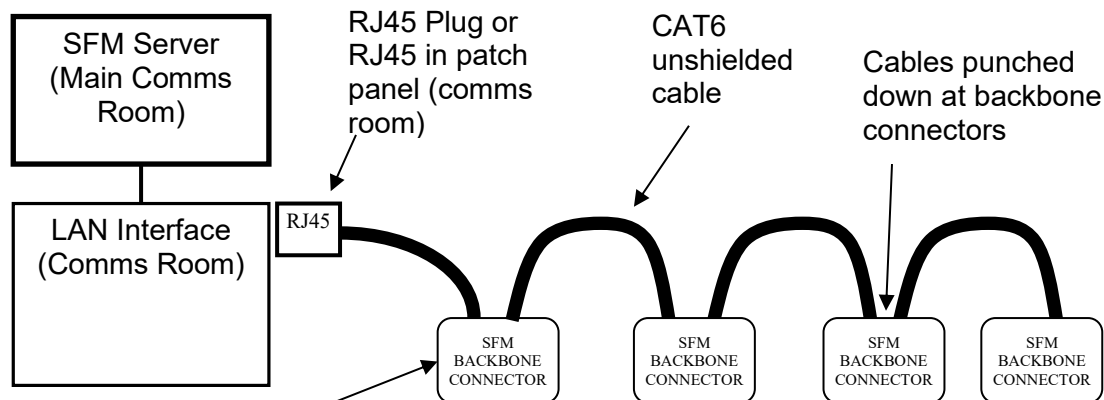 SFM Server
(Main Comms
Room)
RJ45 Plug or
RJ45 in patch
panel (comms
room)
CAT6
unshielded
cable
Cables punched
down at backbone
connectors
LAN Interface
(Comms Room)
RJ45
SFM
BACKBONE
CONNECTOR
SFM
BACKBONE
CONNECTOR
SFM
BACKBONE
CONNECTOR
SFM
BACKBONE
CONNECTOR